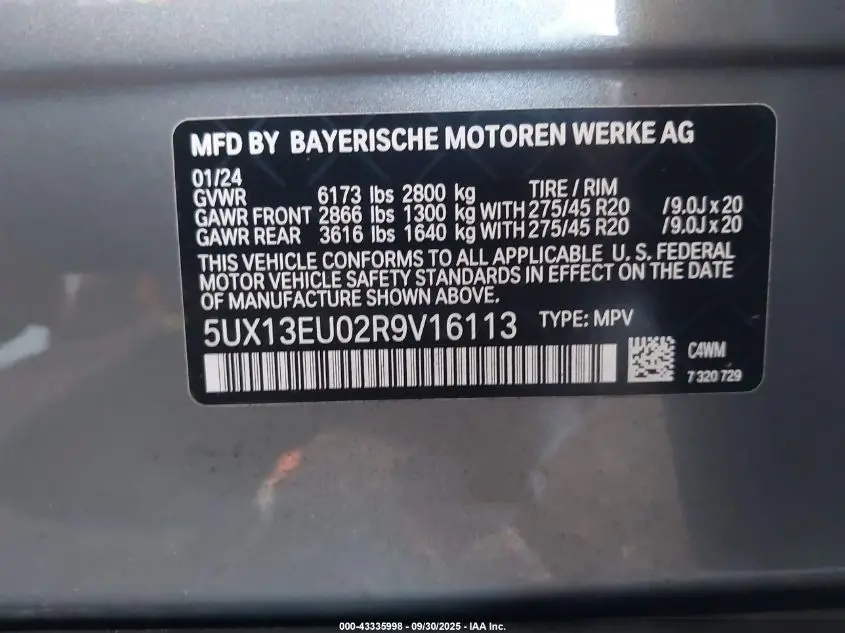 MFD BY BAYERISCHE MOTOREN WERKE AG
01/24
GVWR 6173 lbs 2800 kg TIRE / RIM
GAWR FRONT 2866 lbs 1300 kg WITH 275/45 R20 /9.0J x 20
GAWR REAR 3616 lbs 1640 kg WITH 275/45 R20 /9.0J x 20
THIS VEHICLE CONFORMS TO ALL APPLICABLE U. S. FEDERAL
MOTOR VEHICLE SAFETY STANDARDS IN EFFECT ON THE DATE
OF MANUFACTURE SHOWN ABOVE.
5UX13EU02R9V16113 TYPE: MPV
C4WM
7 320 729
000-43335998 - 09/30/2025 - IAA Inc.